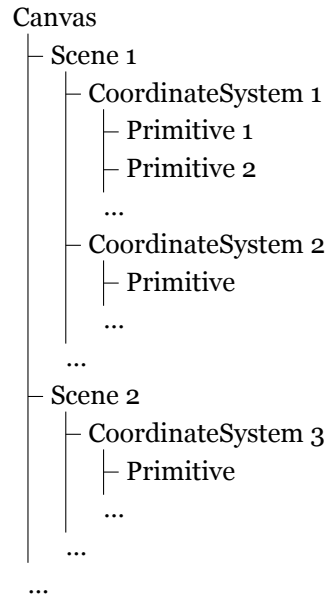 Canvas
Scene 1
CoordinateSystem 1
Primitive 1
Primitive 2
...
CoordinateSystem 2
Primitive
...
...
Scene 2
CoordinateSystem 3
Primitive
...
...
...